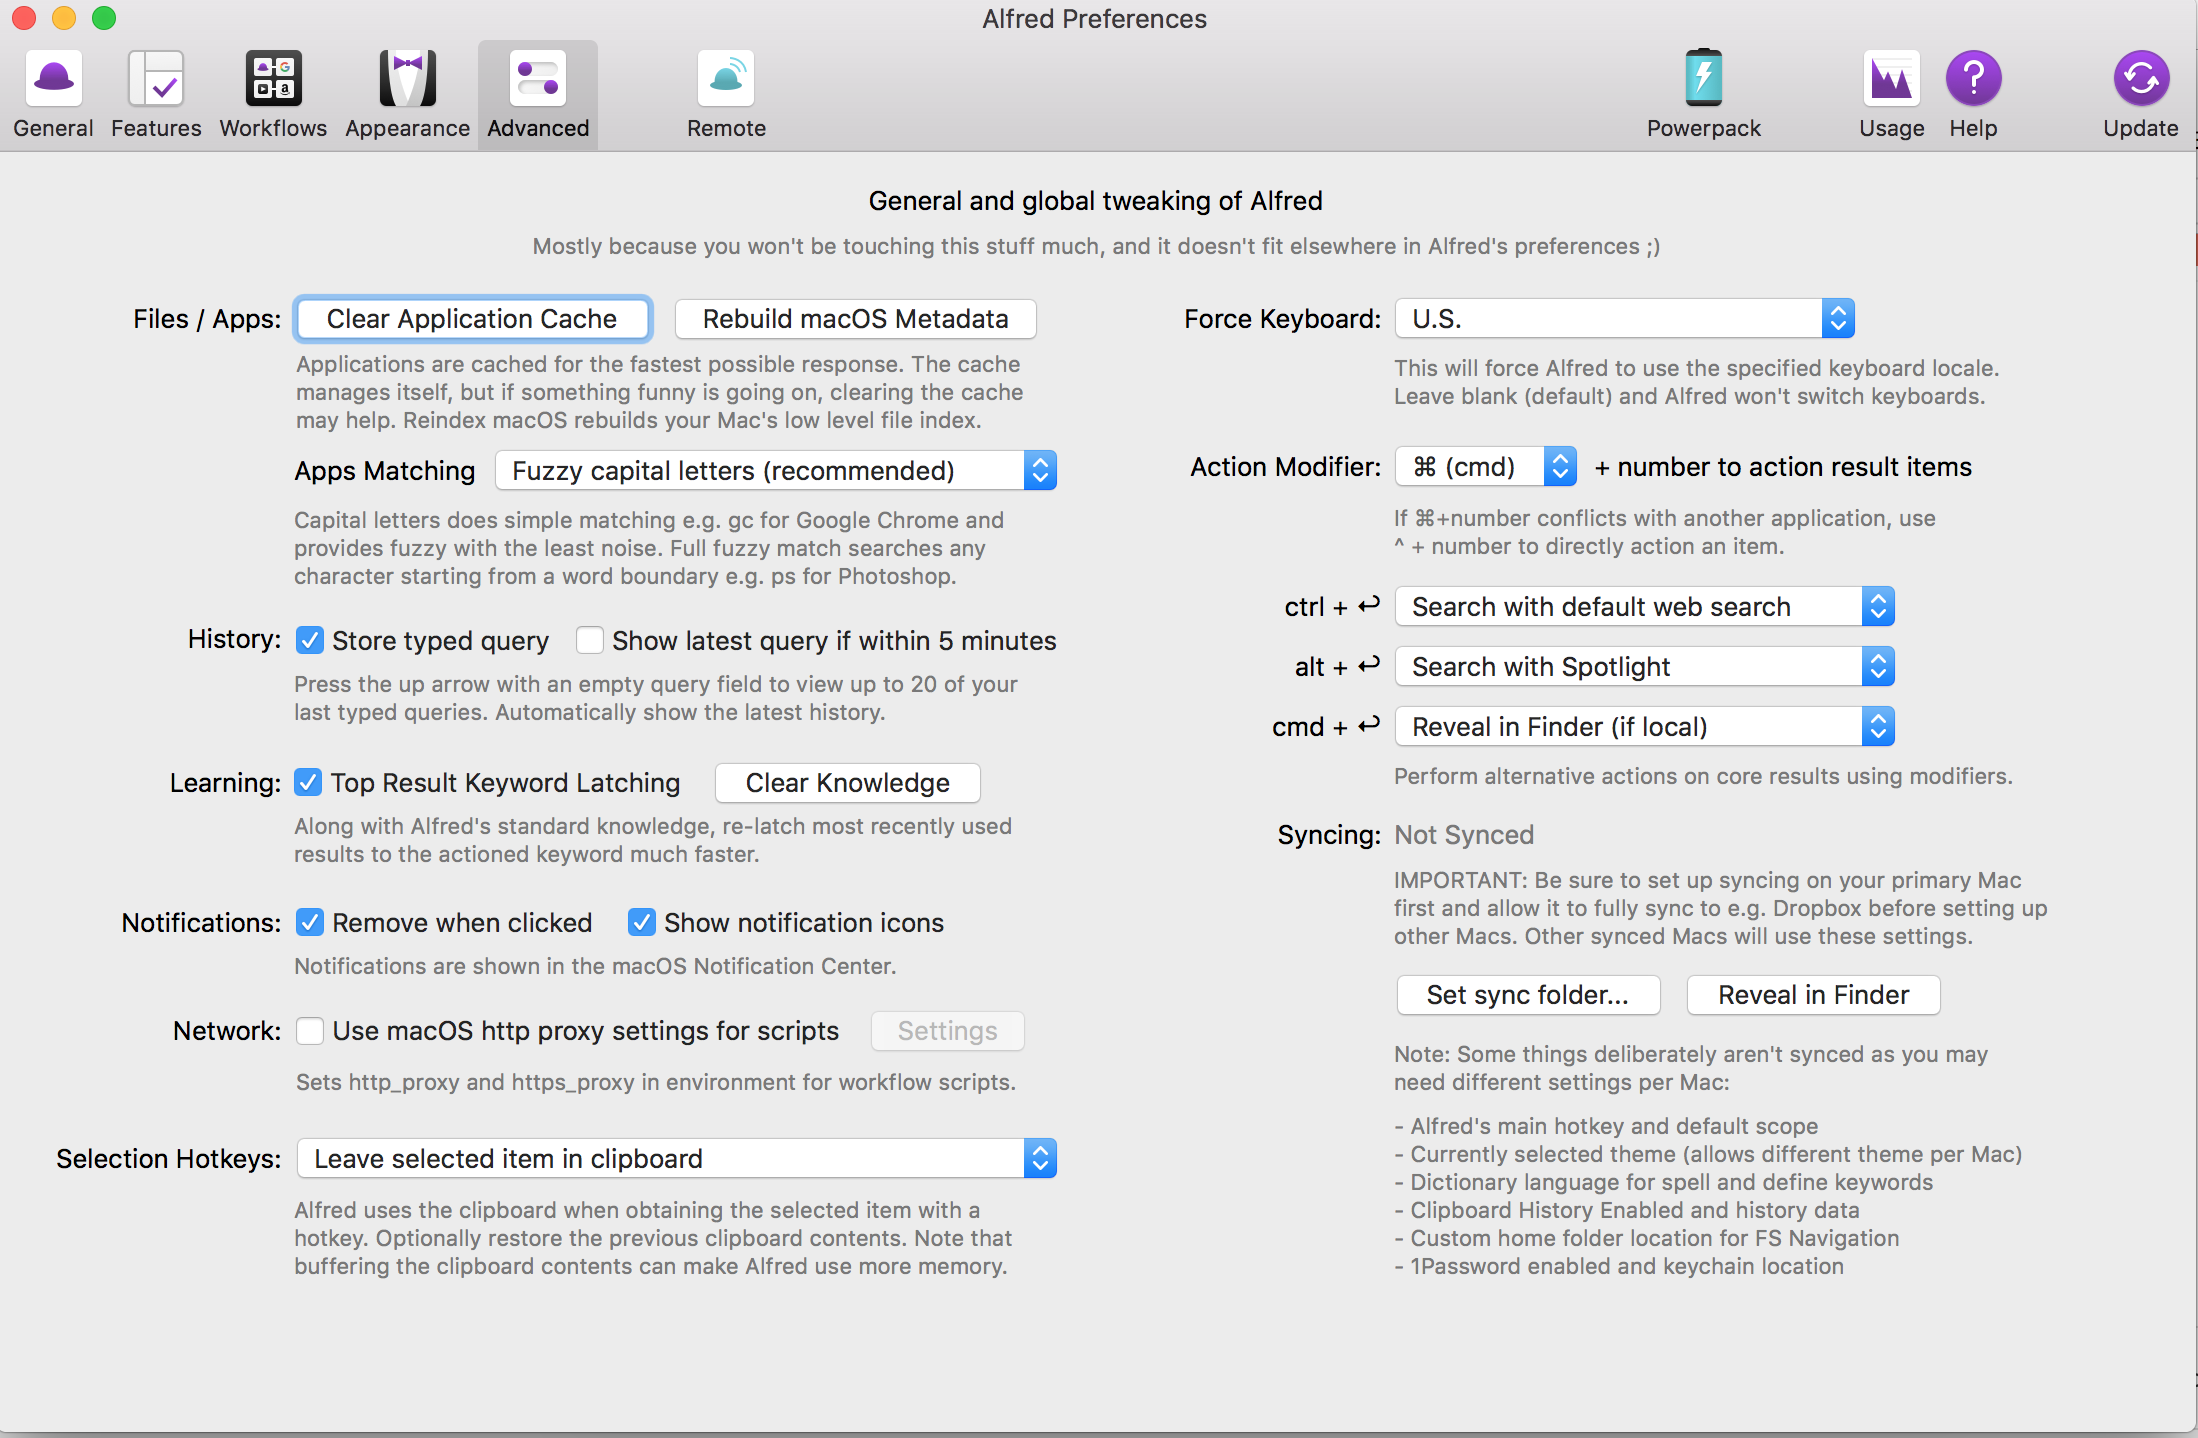 Alfred Preferences
General
Features
Workflows
Appearance
Advanced
Remote
Powerpack
Usage
Help
Update
General and global tweaking of Alfred
Mostly because you won't be touching this stuff much, and it doesn't fit elsewhere in Alfred's preferences ;)
Files / Apps: Clear Application Cache Rebuild macOS Metadata
Applications are cached for the fastest possible response. The cache
manages itself, but if something funny is going on, clearing the cache
may help. Reindex macOS rebuilds your Mac's low level file index.
Apps Matching Fuzzy capital letters (recommended)
Capital letters does simple matching e.g. gc for Google Chrome and
provides fuzzy with the least noise. Full fuzzy match searches any
character starting from a word boundary e.g. ps for Photoshop.
History: Store typed query Show latest query if within 5 minutes
Press the up arrow with an empty query field to view up to 20 of your
last typed queries. Automatically show the latest history.
Learning: Top Result Keyword Latching Clear Knowledge
Along with Alfred's standard knowledge, re-latch most recently used
results to the actioned keyword much faster.
Notifications: Remove when clicked Show notification icons
Notifications are shown in the macOS Notification Center.
Network: Use macOS http proxy settings for scripts Settings
Sets http_proxy and https_proxy in environment for workflow scripts.
Selection Hotkeys: Leave selected item in clipboard
Alfred uses the clipboard when obtaining the selected item with a
hotkey. Optionally restore the previous clipboard contents. Note that
buffering the clipboard contents can make Alfred use more memory.
Force Keyboard: U.S.
This will force Alfred to use the specified keyboard locale.
Leave blank (default) and Alfred won't switch keyboards.
Action Modifier: ⌘ (cmd) + number to action result items
If ⌘+number conflicts with another application, use
^ + number to directly action an item.
ctrl + ↩ Search with default web search
alt + ↩ Search with Spotlight
cmd + ↩ Reveal in Finder (if local)
Perform alternative actions on core results using modifiers.
Syncing: Not Synced
IMPORTANT: Be sure to set up syncing on your primary Mac
first and allow it to fully sync to e.g. Dropbox before setting up
other Macs. Other synced Macs will use these settings.
Set sync folder... Reveal in Finder
Note: Some things deliberately aren't synced as you may
need different settings per Mac:
- Alfred's main hotkey and default scope
- Currently selected theme (allows different theme per Mac)
- Dictionary language for spell and define keywords
- Clipboard History Enabled and history data
- Custom home folder location for FS Navigation
- 1Password enabled and keychain location